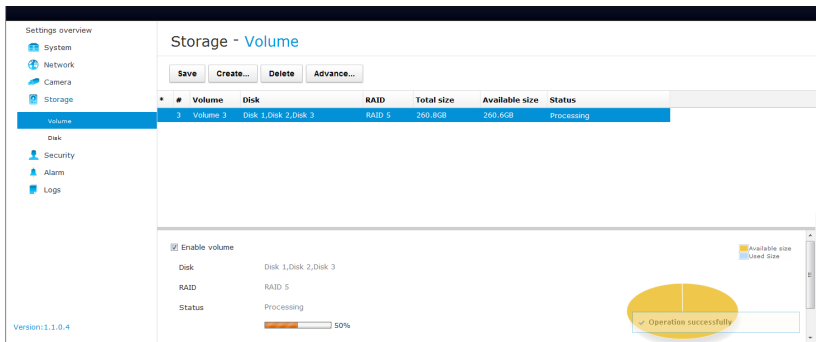 Settings overview
System
Network
Camera
Storage
Volume
Disk
Security
Alarm
Logs
Version:1.1.0.4
Storage - Volume
Save Create... Delete Advance...
* # Volume Disk RAID Total size Available size Status
3 Volume 3 Disk 1,Disk 2,Disk 3 RAID 5 260.8GB 260.6GB Processing
Enable volume
Disk Disk 1,Disk 2,Disk 3
RAID RAID 5
Status Processing
50%
Available size
Used Size
Operation successfully